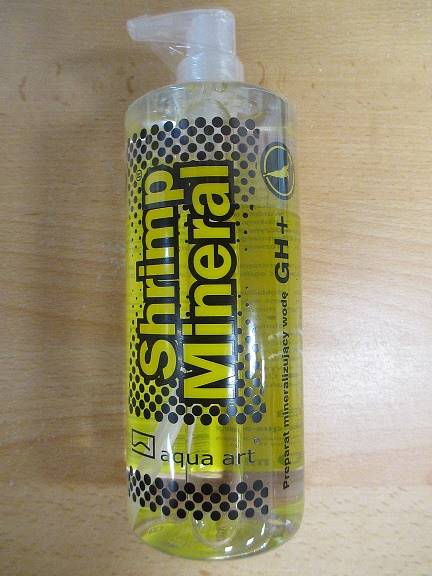 Shrimp®
Mineral
aqua art®
Preparat mineralizujący wodę GH+